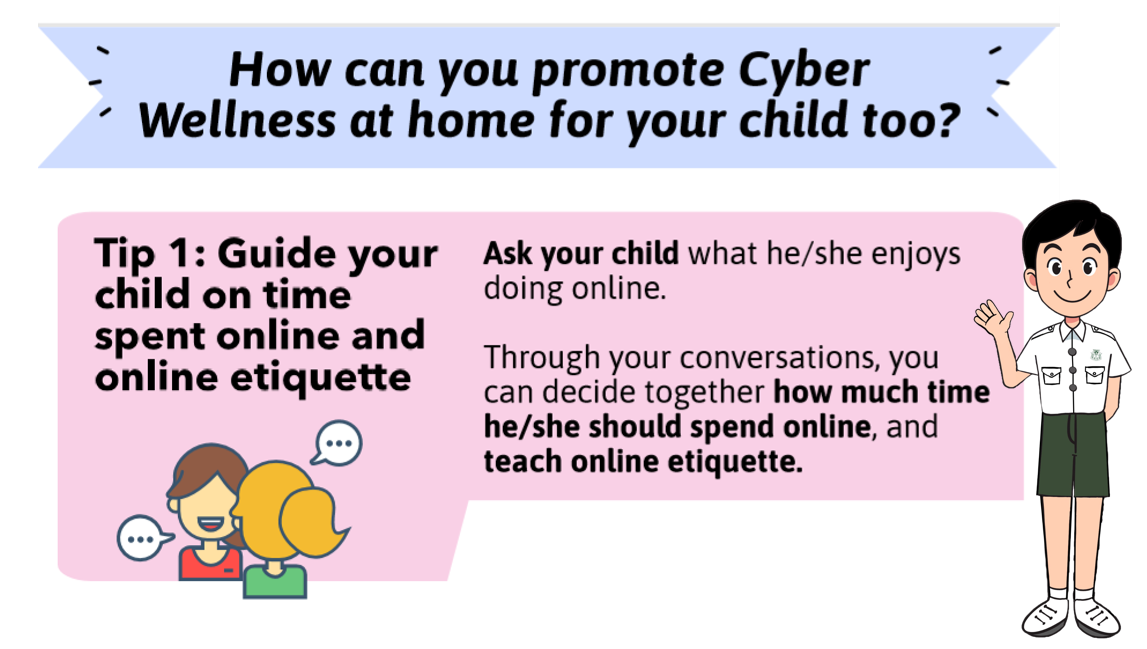 How can you promote Cyber
Wellness at home for your child too?
Tip 1: Guide your
child on time
spent online and
online etiquette
Ask your child what he/she enjoys
doing online.
Through your conversations, you
can decide together how much time
he/she should spend online, and
teach online etiquette.